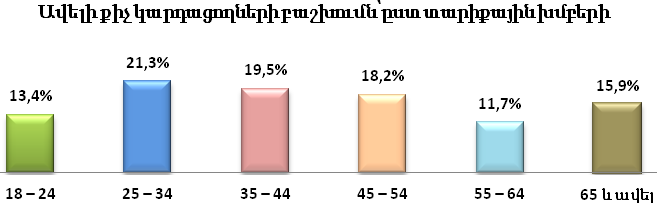 Ավելի քիչ կարդացողների բաշխումն՝ ըստ տարիքային խմբերի
13,4%
21,3%
19,5%
18,2%
11,7%
15,9%
18 – 24
25 – 34
35 – 44
45 – 54
55 – 64
65 և ավել